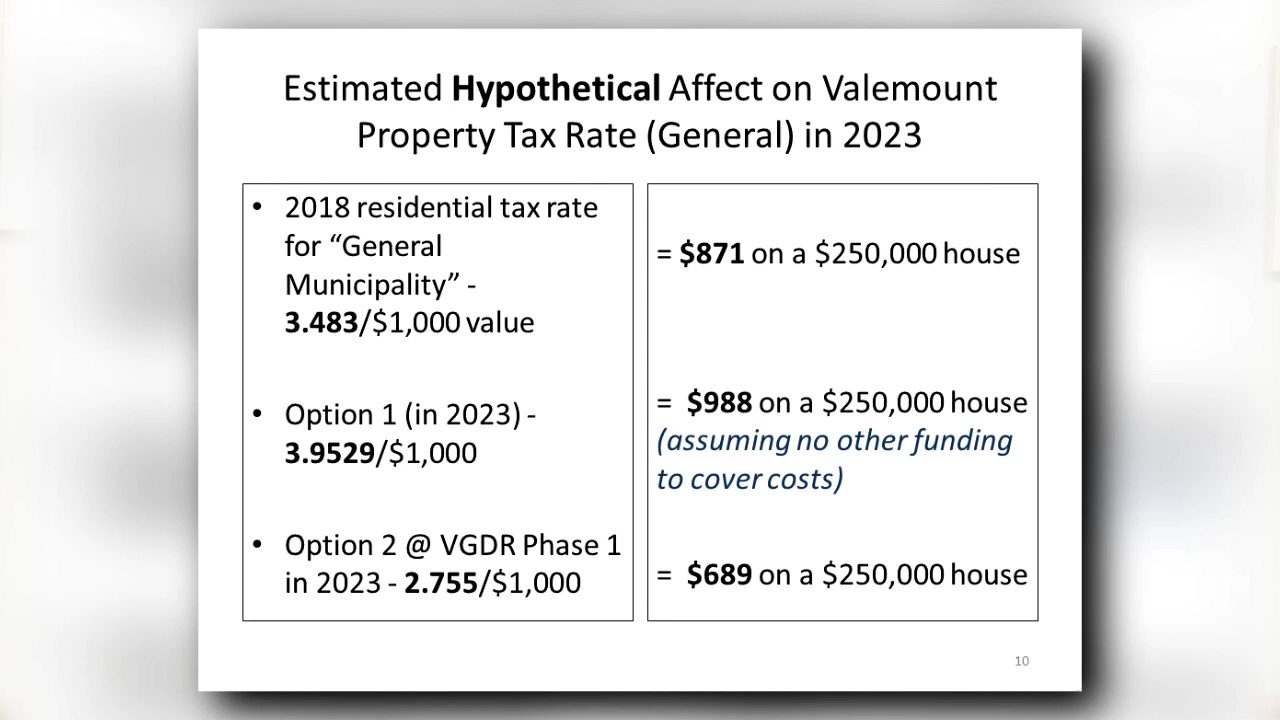 Estimated Hypothetical Affect on Valemount
Property Tax Rate (General) in 2023
• 2018 residential tax rate
for “General
Municipality” -
3.483/$1,000 value
• Option 1 (in 2023) -
3.9529/$1,000
• Option 2 @ VGDR Phase 1
in 2023 - 2.755/$1,000
= $871 on a $250,000 house
= $988 on a $250,000 house
(assuming no other funding
to cover costs)
= $689 on a $250,000 house
10